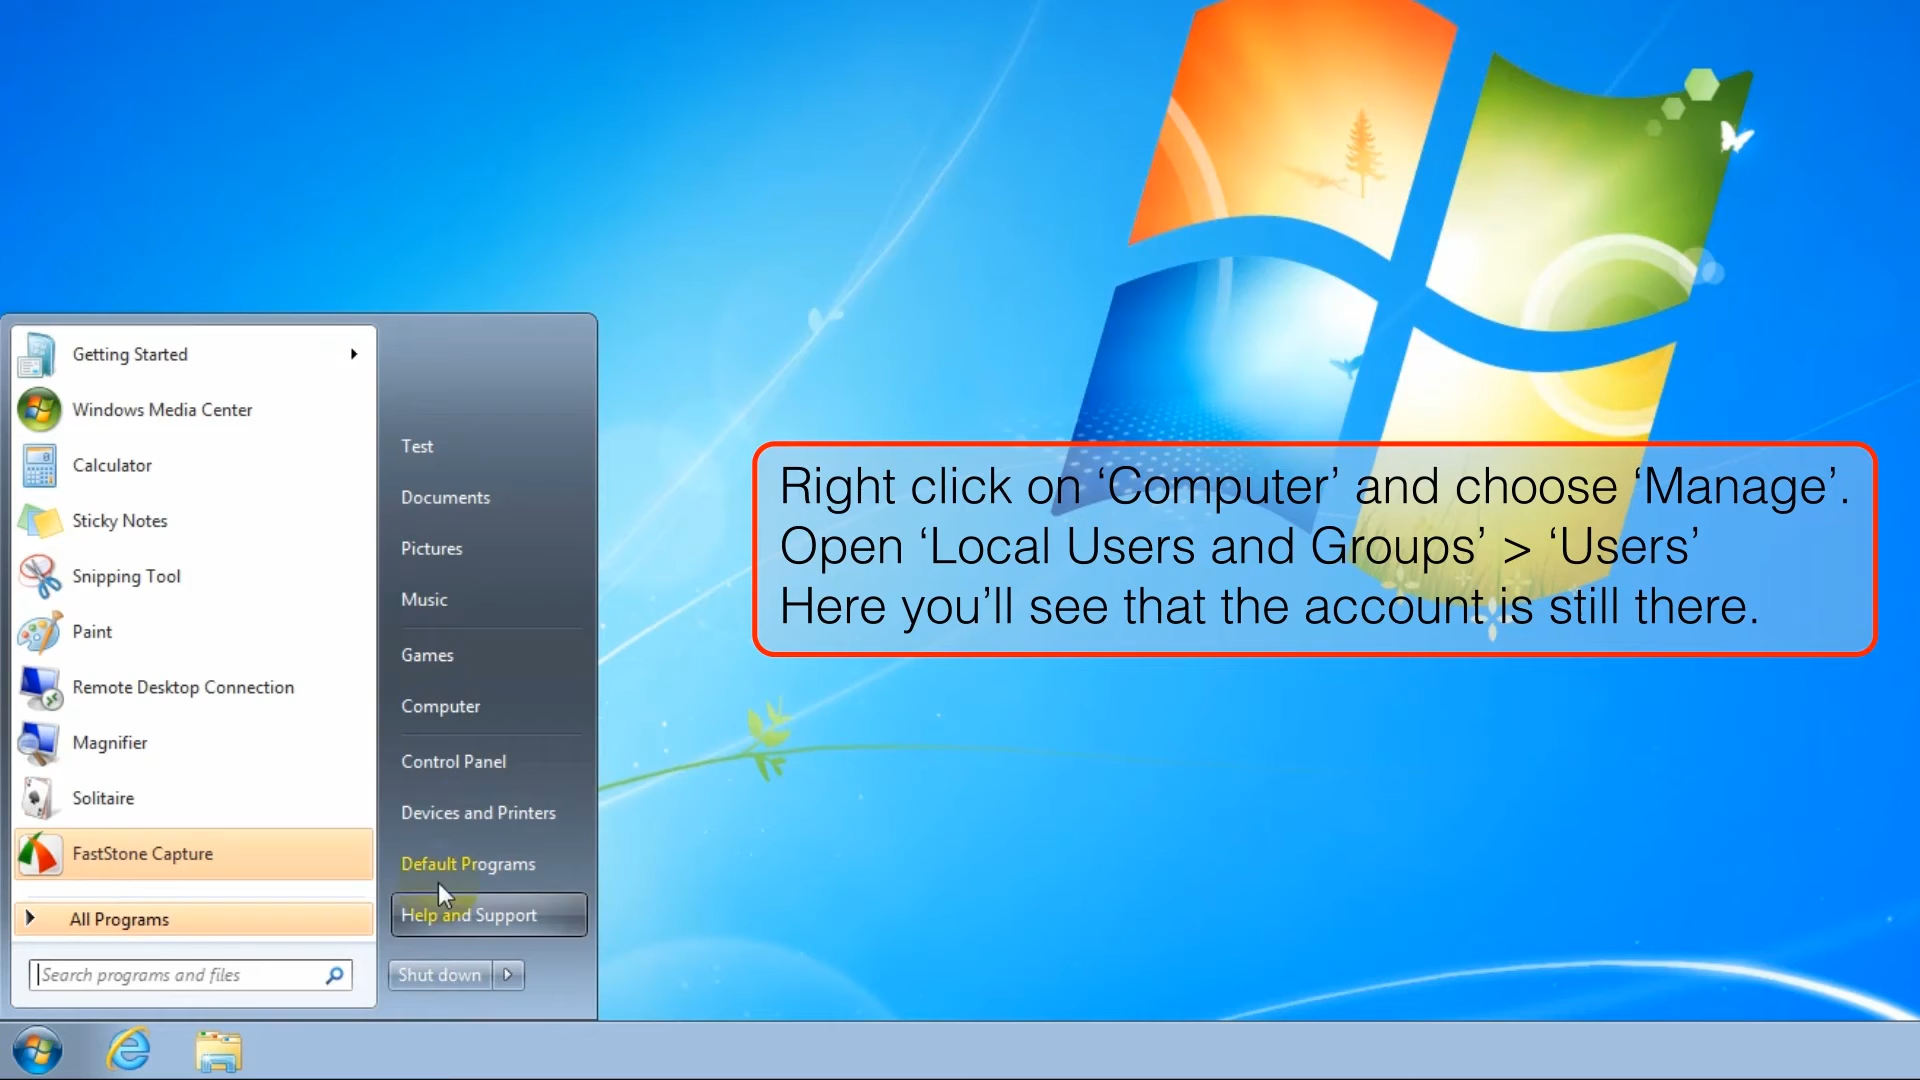 Getting Started
Windows Media Center
Calculator
Sticky Notes
Snipping Tool
Paint
Remote Desktop Connection
Magnifier
Solitaire
FastStone Capture
All Programs
Search programs and files
Test
Documents
Pictures
Music
Games
Computer
Control Panel
Devices and Printers
Default Programs
Help and Support
Shut down
Right click on ‘Computer’ and choose ‘Manage’.
Open ‘Local Users and Groups’ > ‘Users’
Here you’ll see that the account is still there.